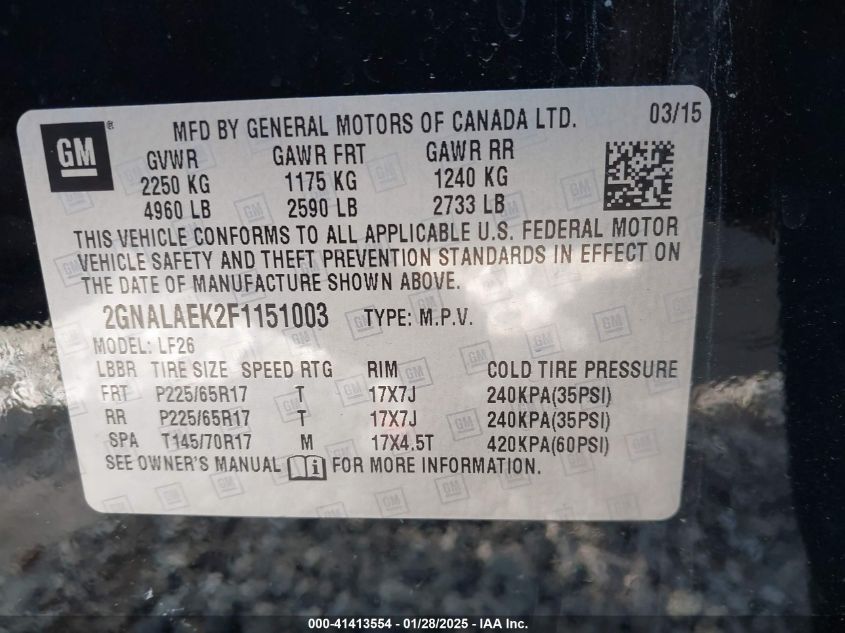 GM ® MFD BY GENERAL MOTORS OF CANADA LTD. 03/15
GVWR GAWR FRT GAWR RR
2250 KG 1175 KG 1240 KG
4960 LB 2590 LB 2733 LB
THIS VEHICLE CONFORMS TO ALL APPLICABLE U.S. FEDERAL MOTOR
VEHICLE SAFETY AND THEFT PREVENTION STANDARDS IN EFFECT ON
THE DATE OF MANUFACTURE SHOWN ABOVE.
2GNALAEK2F1151003 TYPE: M.P.V.
MODEL: LF26
LBBR TIRE SIZE SPEED RTG RIM COLD TIRE PRESSURE
FRT P225/65R17 T 17X7J 240KPA(35PSI)
RR P225/65R17 T 17X7J 240KPA(35PSI)
SPA T145/70R17 M 17X4.5T 420KPA(60PSI)
SEE OWNER'S MANUAL i FOR MORE INFORMATION.
000-41413554 - 01/28/2025 - IAA Inc.